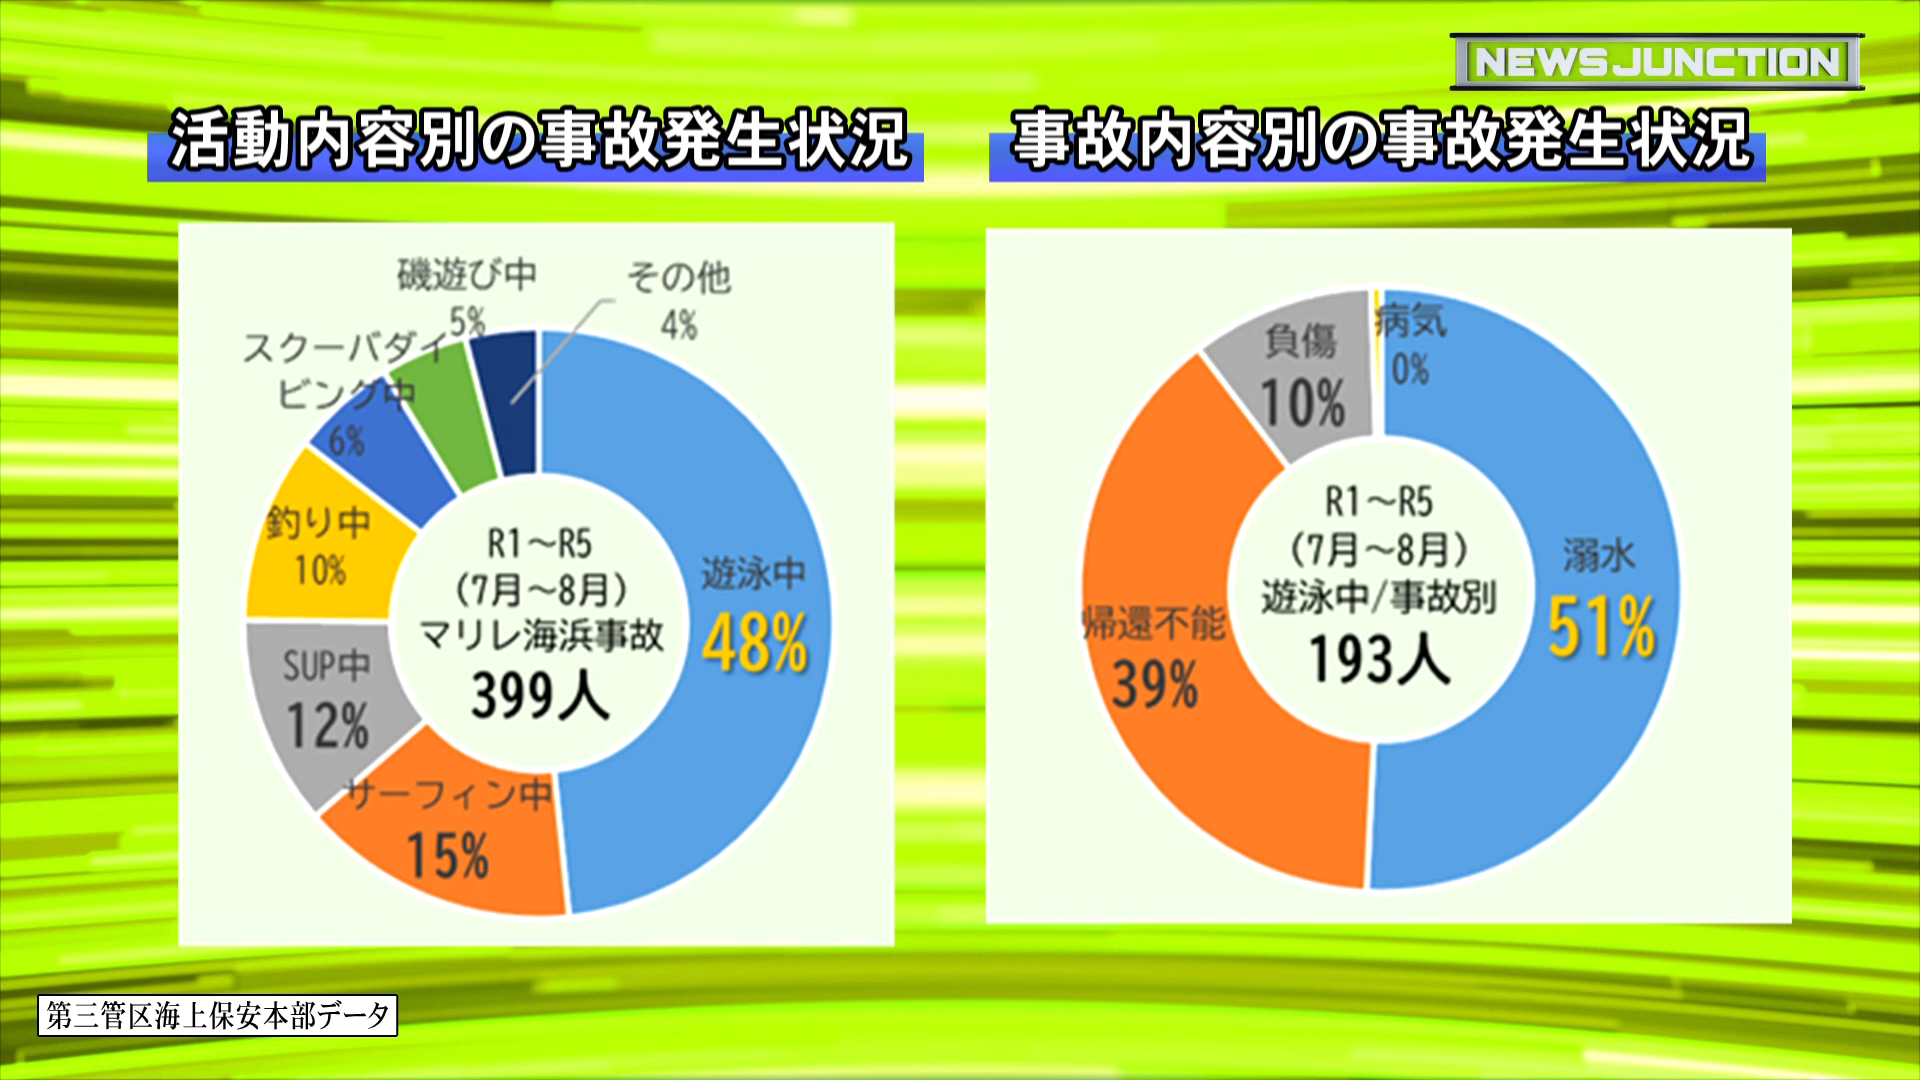 NEWS JUNCTION
活動内容別の事故発生状況
磯遊び中
5%
その他
4%
スクーバダイ
ビング中
6%
釣り中
10%
SUP中
12%
サーフィン中
15%
遊泳中
48%
R1～R5
(7月～8月)
マリレ海浜事故
399人
事故内容別の事故発生状況
病気
0%
負傷
10%
帰還不能
39%
溺水
51%
R1～R5
(7月～8月)
遊泳中/事故別
193人
第三管区海上保安本部データ